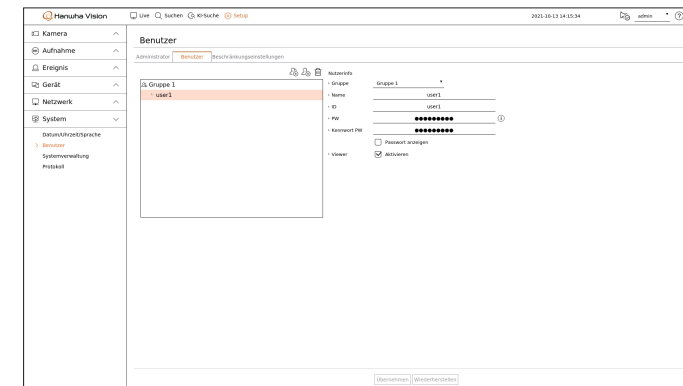 Hanwha Vision
Live Suchen KI-Suche Setup 2021-10-13 14:15:34 admin
Kamera
Aufnahme
Ereignis
Gerät
Netzwerk
System
Datum/Uhrzeit/Sprache
Benutzer
Systemverwaltung
Protokoll
Benutzer
Administrator Benutzer Beschränkungseinstellungen
Gruppe 1
user1
Nutzerinfo
Gruppe Gruppe 1
Name user1
ID user1
PW ●●●●●●●●●
Kennwort PW ●●●●●●●●●
Passwort anzeigen
Viewer Aktivieren
Übernehmen Wiederherstellen